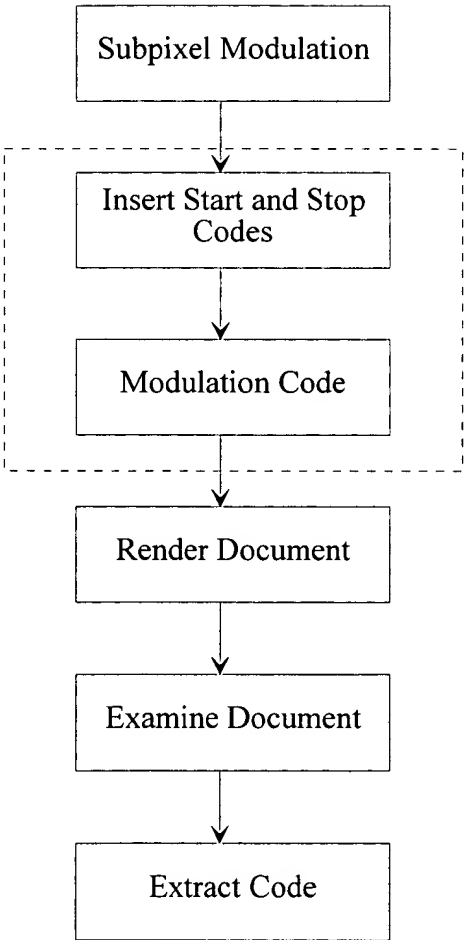 Subpixel Modulation
Insert Start and Stop
Codes
Modulation Code
Render Document
Examine Document
Extract Code